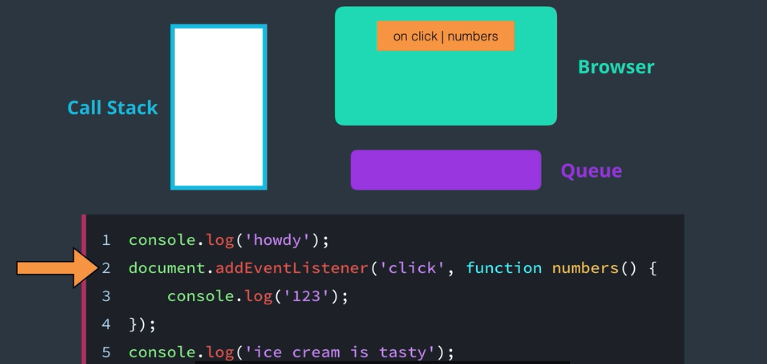 on click | numbers
Browser
Call Stack
Queue
1 console.log('howdy');
2 document.addEventListener('click', function numbers() {
3     console.log('123');
4 });
5 console.log('ice cream is tasty');